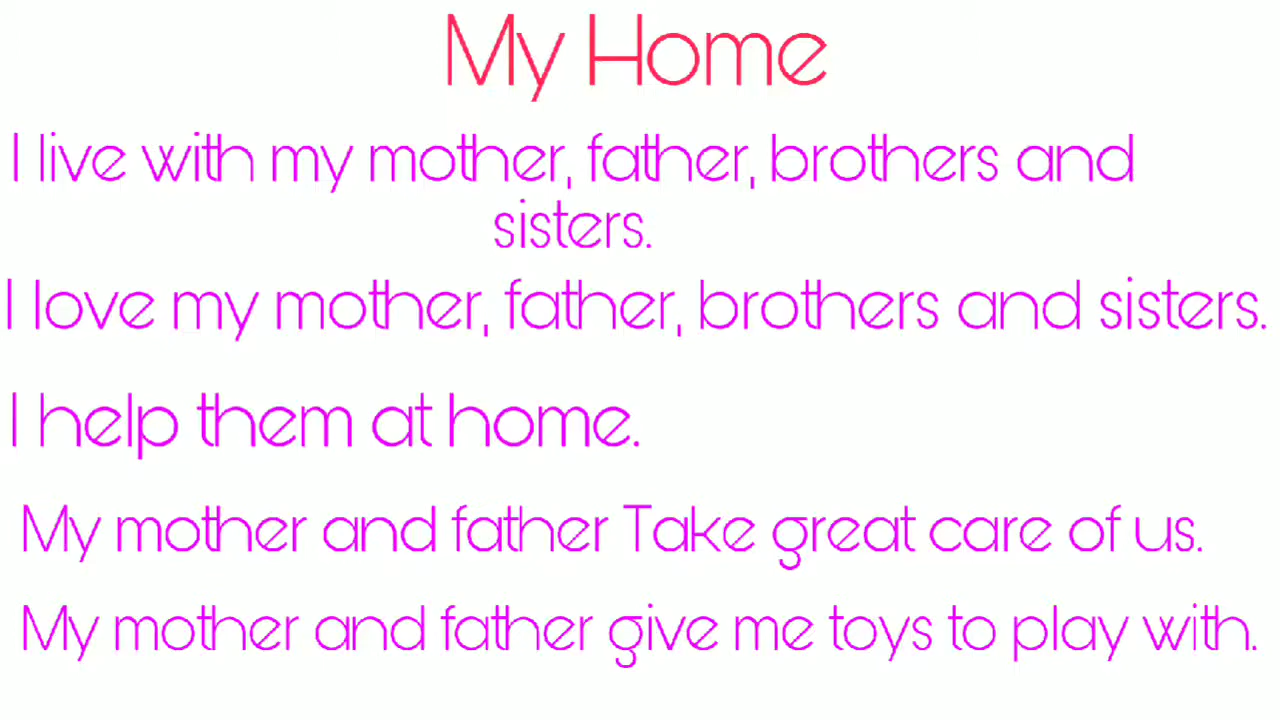 My Home
I live with my mother, father, brothers and
sisters.
I love my mother, father, brothers and sisters.
I help them at home.
My mother and father Take great care of us.
My mother and father give me toys to play with.